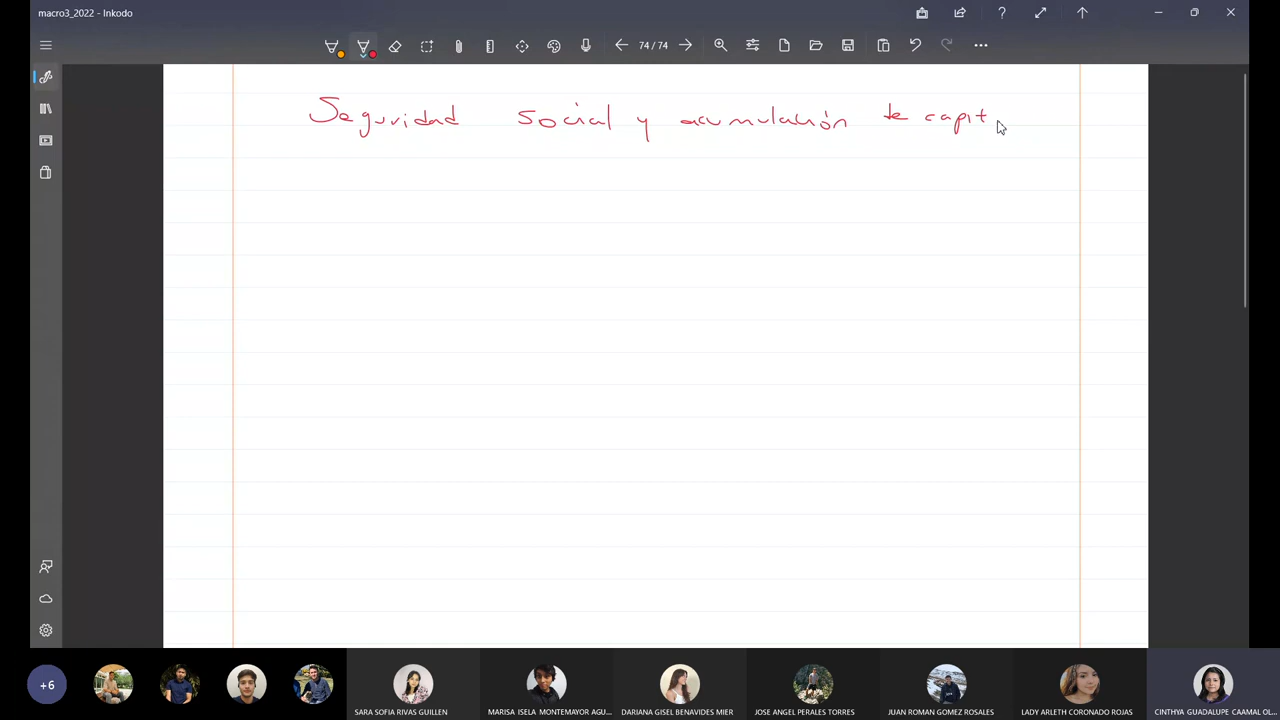 macro3_2022 - Inkodo
74 / 74
Seguridad social y acumulación de capit
+6
SARA SOFIA RIVAS GUILLEN
MARISA ISELA MONTEMAYOR AGU...
DARIANA GISEL BENAVIDES MIER
JOSE ANGEL PERALES TORRES
JUAN ROMAN GOMEZ ROSALES
LADY ARLETH CORONADO ROJAS
CINTHYA GUADALUPE CAAMAL OL...